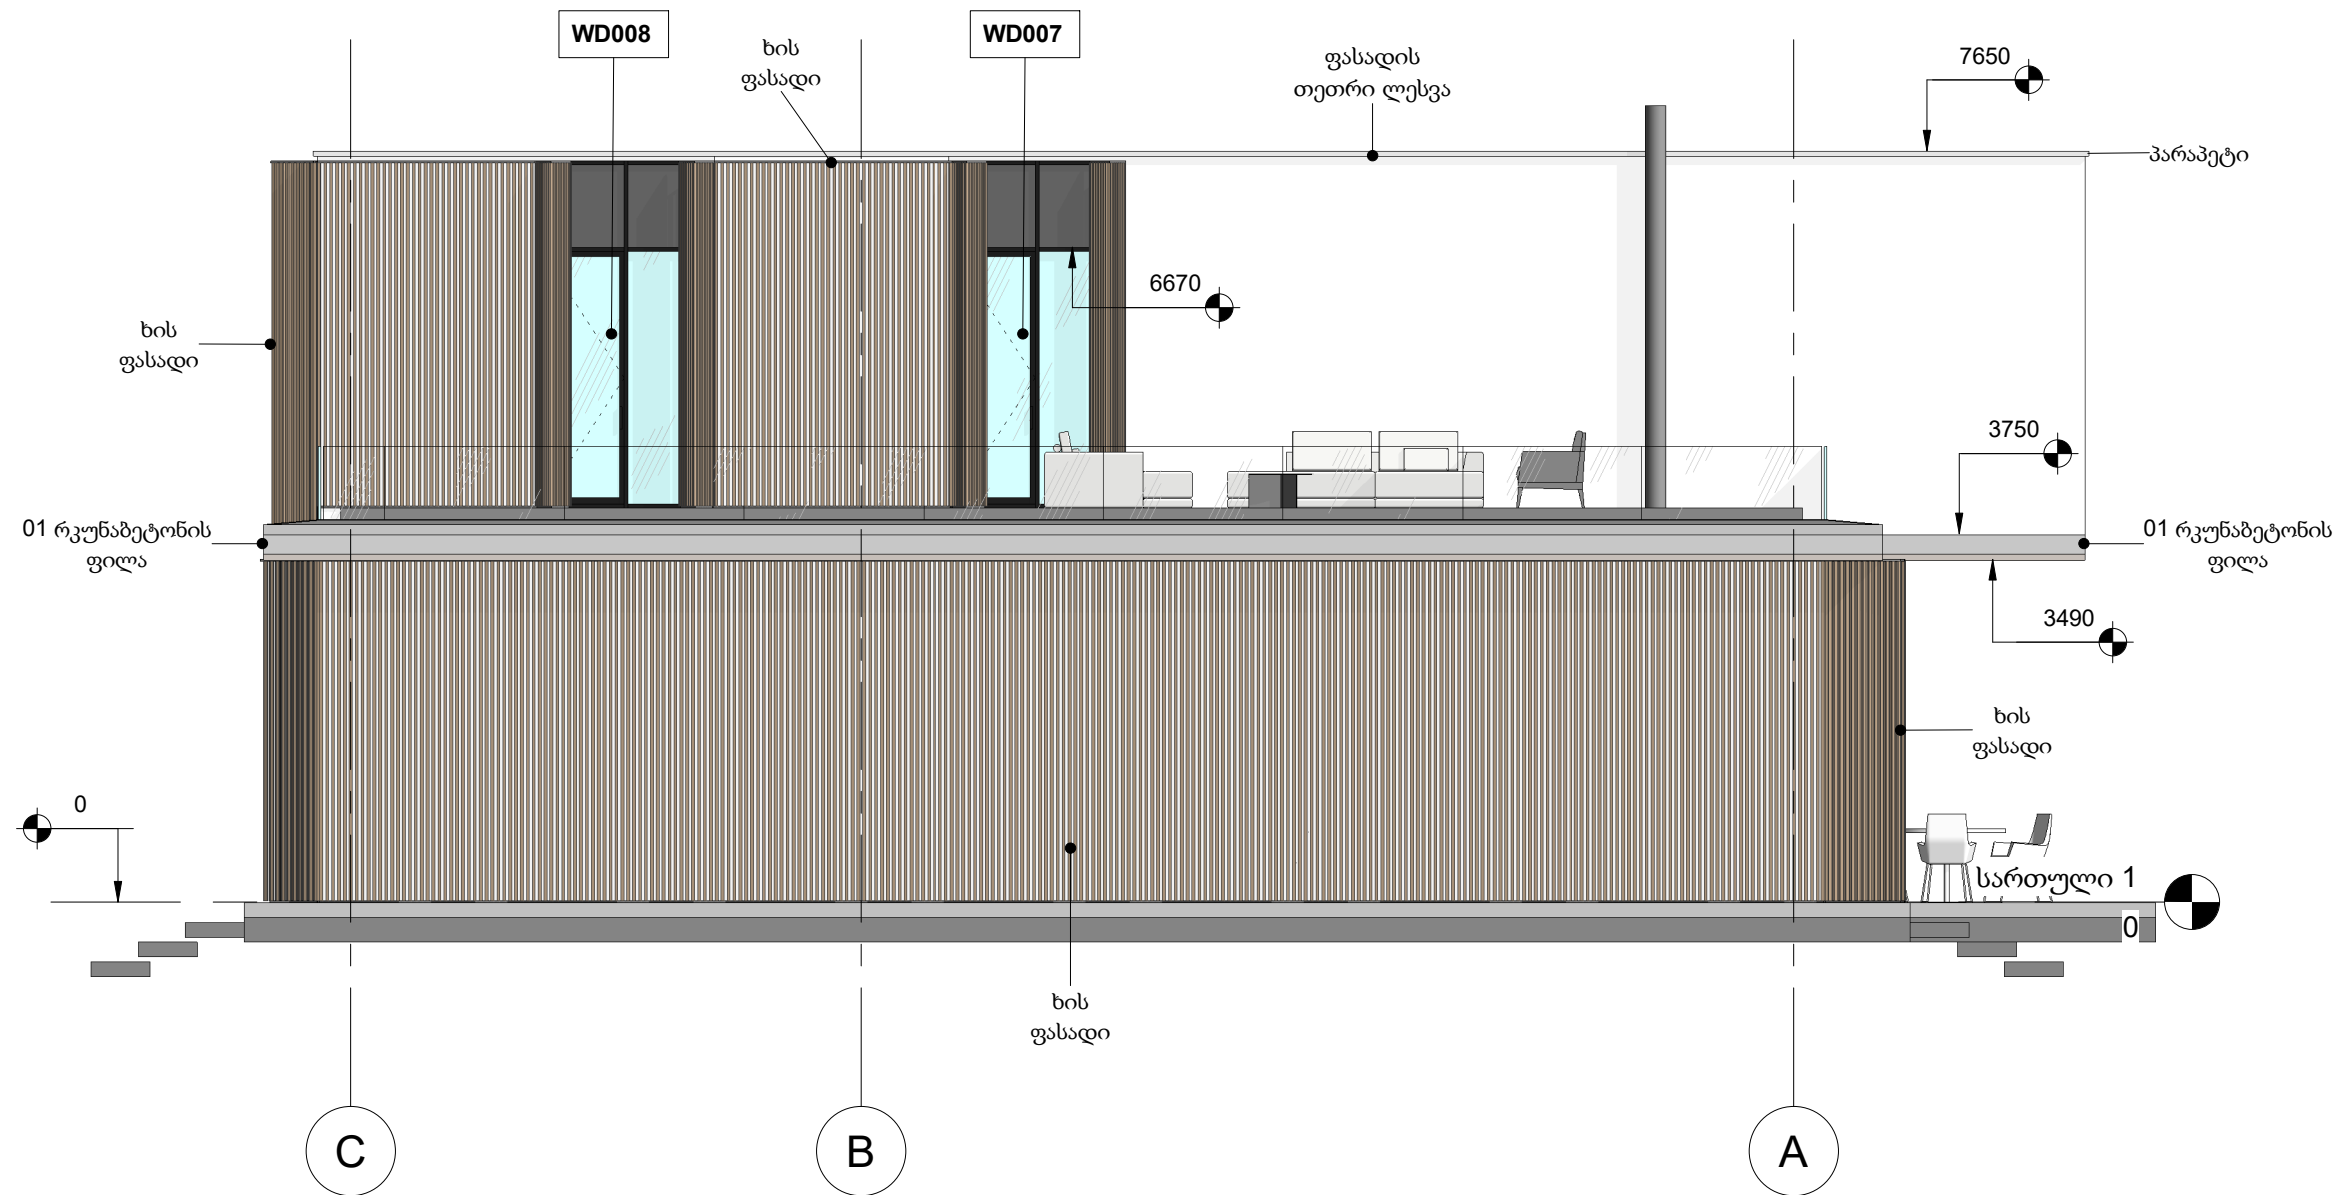 WD008
ხის
ფასადი
WD007
ფასადის
თეთრი ლესვა
7650
პარაპეტი
6670
ხის
ფასადი
3750
01 რკუნაბეტონის
ფილა
01 რკუნაბეტონის
ფილა
3490
ხის
ფასადი
0
სართული 1
0
ხის
ფასადი
C
B
A